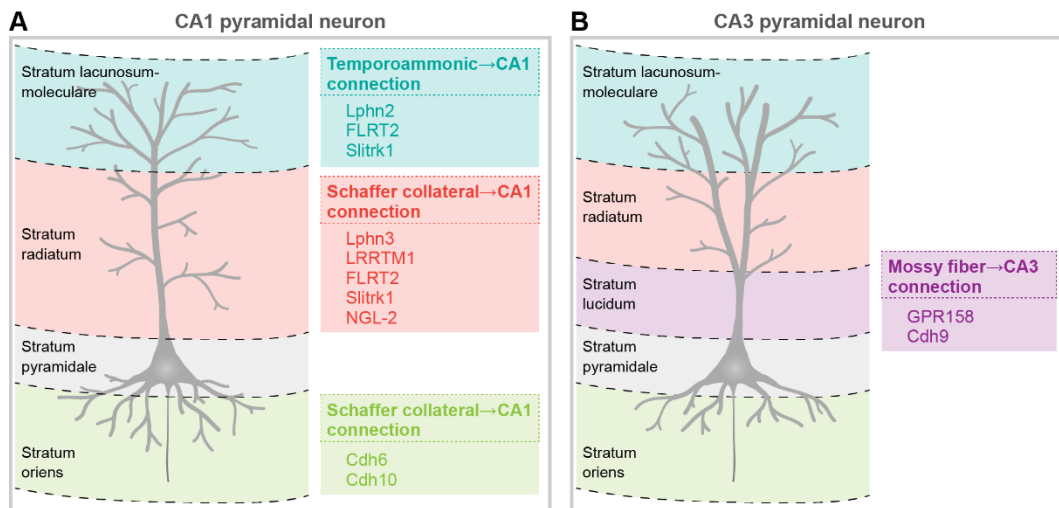 A
CA1 pyramidal neuron
Stratum lacunosum-
moleculare
Stratum
radiatum
Stratum
pyramidale
Stratum
oriens
Temporoammonic→CA1
connection
Lphn2
FLRT2
Slitrk1
Schaffer collateral→CA1
connection
Lphn3
LRRTM1
FLRT2
Slitrk1
NGL-2
Schaffer collateral→CA1
connection
Cdh6
Cdh10
B
CA3 pyramidal neuron
Stratum lacunosum-
moleculare
Stratum
radiatum
Stratum
lucidum
Stratum
pyramidale
Stratum
oriens
Mossy fiber→CA3
connection
GPR158
Cdh9